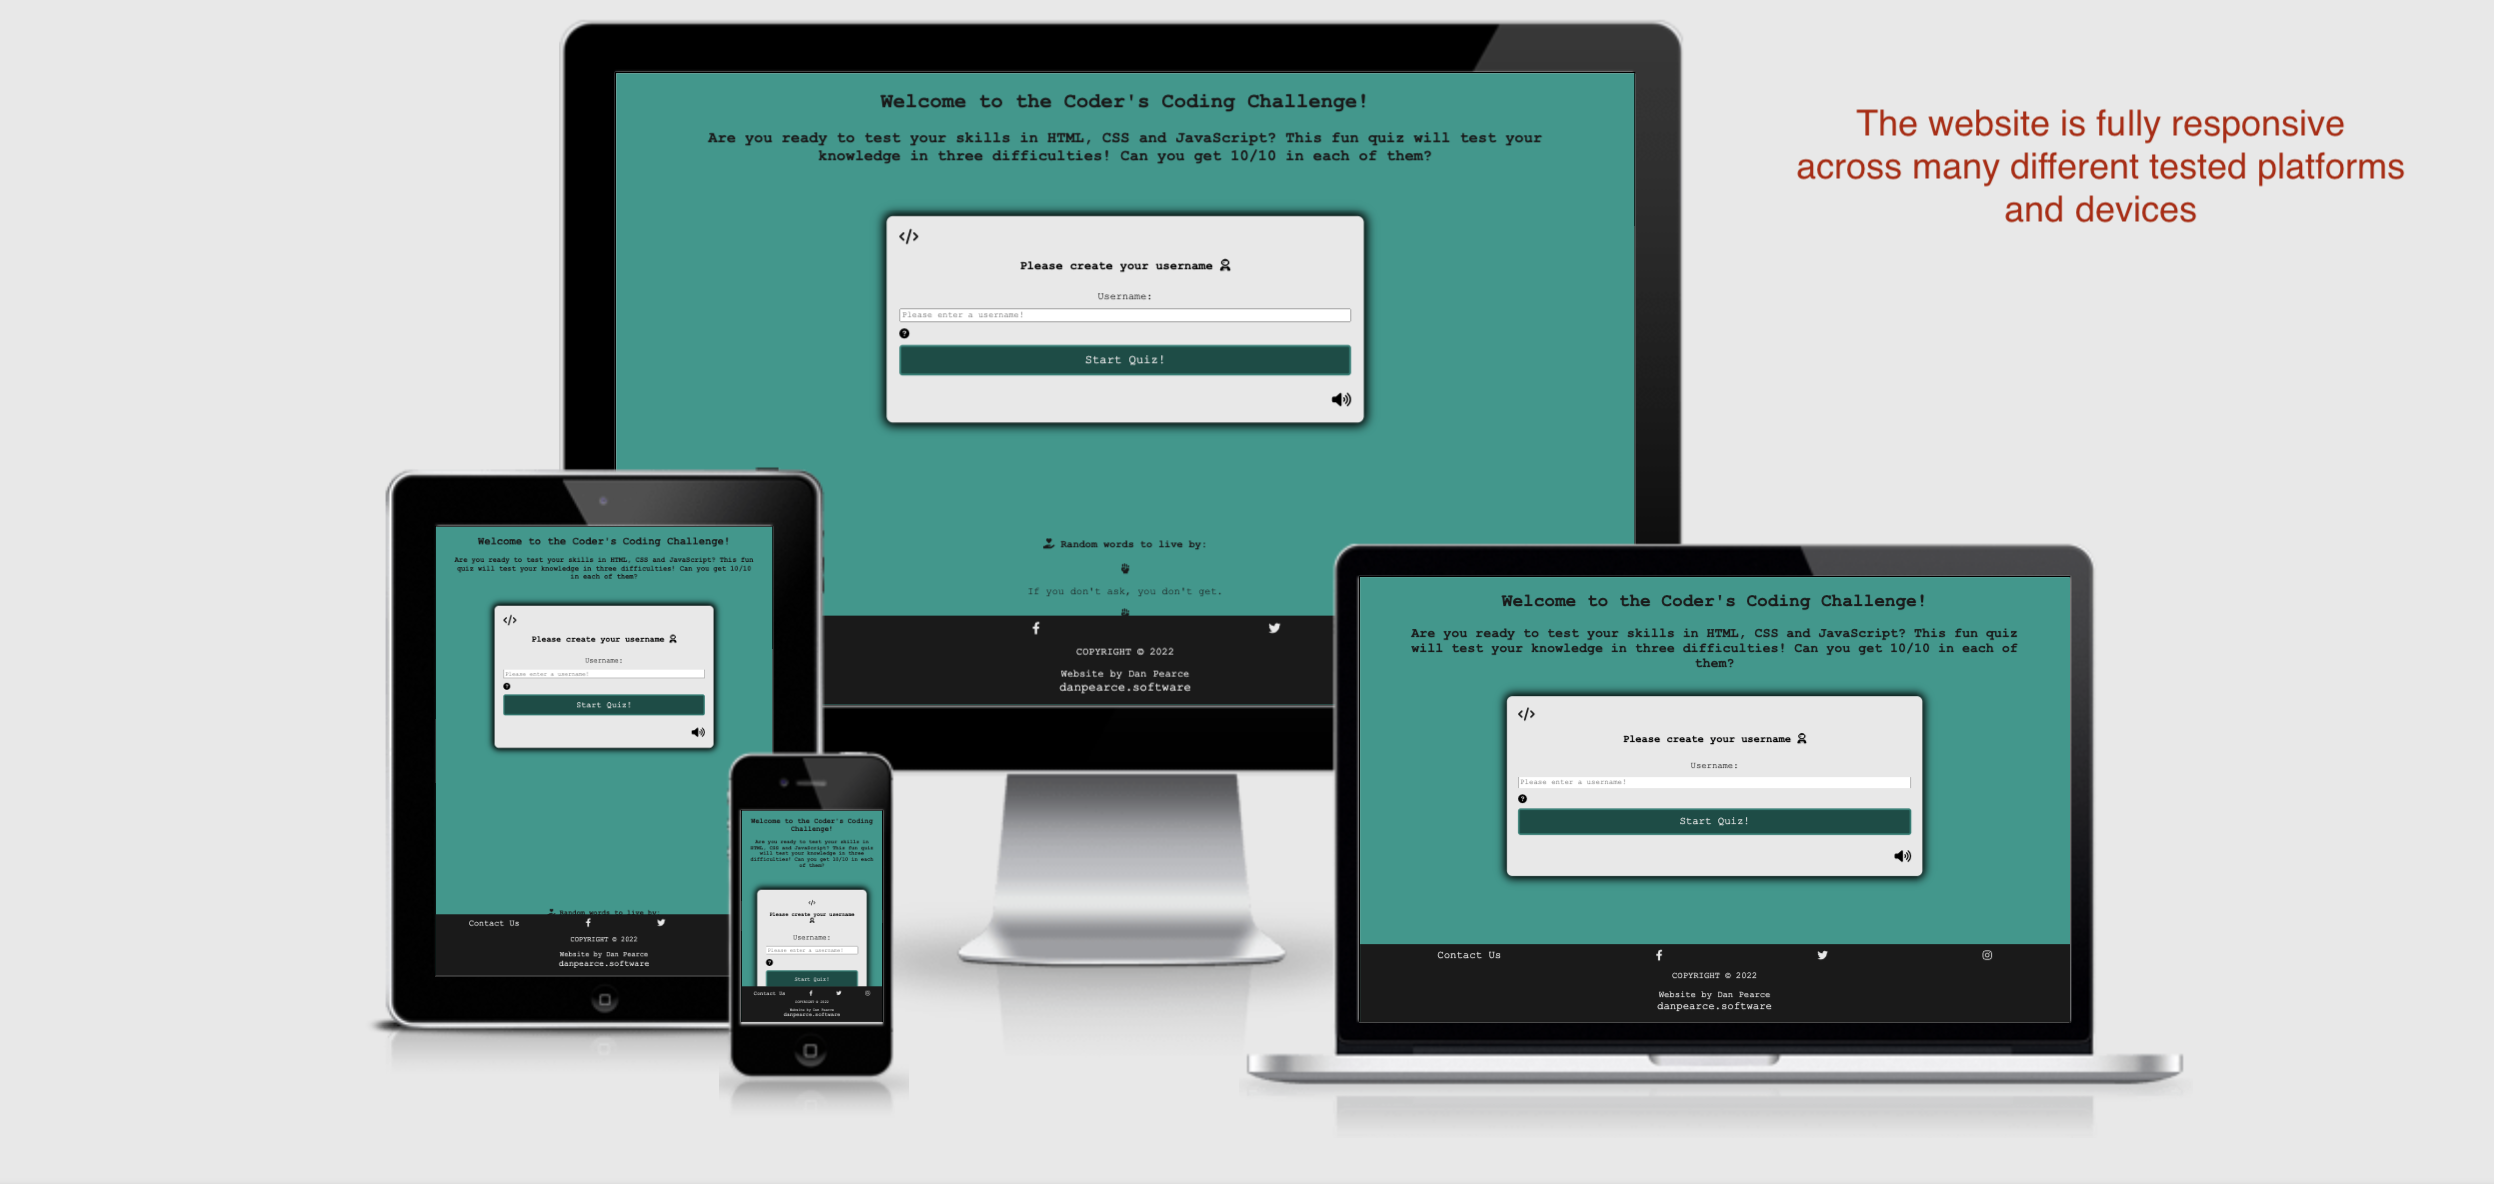 Welcome to the Coder's Coding Challenge!
Are you ready to test your skills in HTML, CSS and JavaScript? This fun quiz will test your
knowledge in three difficulties! Can you get 10/10 in each of them?
</>
Please create your username
Username:
Please enter a username!
Start Quiz!
Random words to live by:
If you don't ask, you don't get.
COPYRIGHT © 2022
Website by Dan Pearce
danpearce.software
The website is fully responsive
across many different tested platforms
and devices
Welcome to the Coder's Coding Challenge!
Are you ready to test your skills in HTML, CSS and JavaScript? This fun
quiz will test your knowledge in three difficulties! Can you get 10/10
in each of them?
</>
Please create your username
Username:
Please enter a username!
Start Quiz!
Random words to live by:
Contact Us
COPYRIGHT © 2022
Website by Dan Pearce
danpearce.software
Welcome to the Coder's Coding
Challenge!
Are you ready to test your skills in
HTML, CSS and JavaScript? This fun quiz
will test your knowledge in three
difficulties! Can you get 10/10 in each
of them?
</>
Please create your username
Username:
Please enter a username!
Start Quiz!
Contact Us
COPYRIGHT © 2022
Website by Dan Pearce
danpearce.software
Welcome to the Coder's Coding Challenge!
Are you ready to test your skills in HTML, CSS and JavaScript? This fun quiz
will test your knowledge in three difficulties! Can you get 10/10 in each of
them?
</>
Please create your username
Username:
Please enter a username!
Start Quiz!
Contact Us
COPYRIGHT © 2022
Website by Dan Pearce
danpearce.software